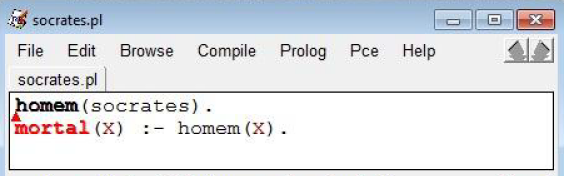 socrates.pl
File Edit Browse Compile Prolog Pce Help
socrates.pl
homem(socrates).
mortal(X) :- homem(X).